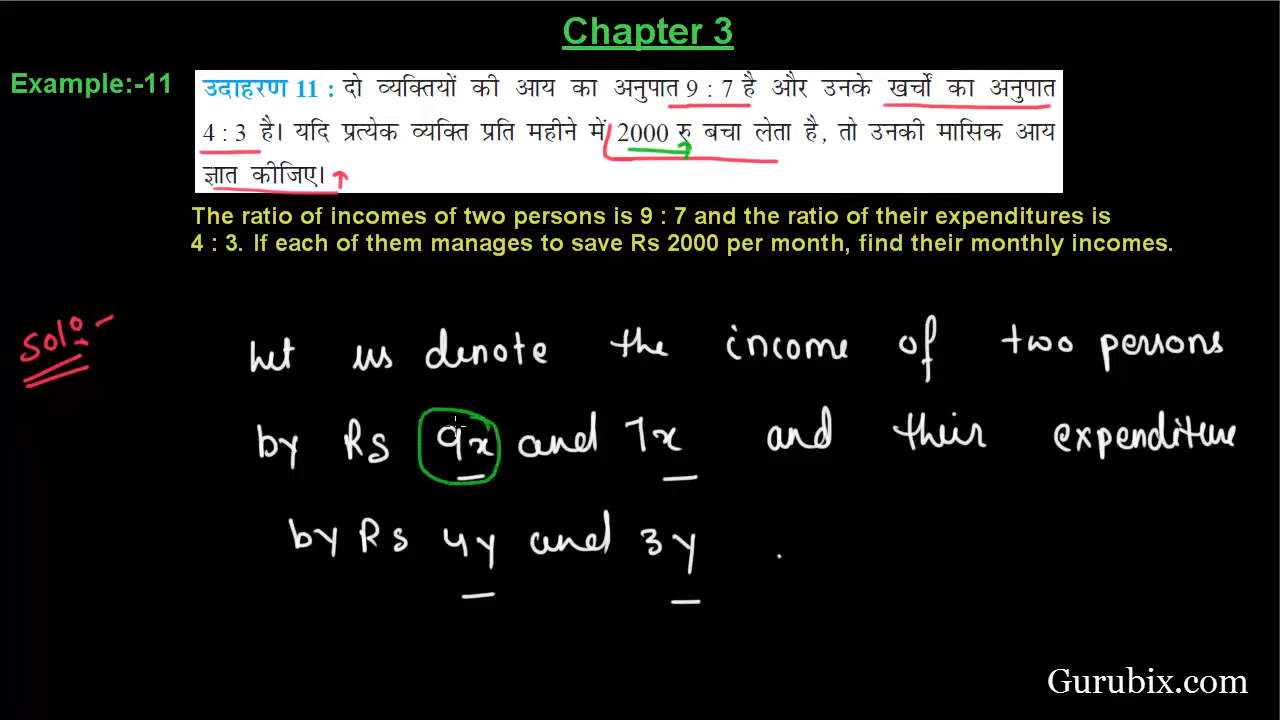 Chapter 3
Example:-11
उदाहरण 11 : दो व्यक्तियों की आय का अनुपात 9 : 7 है और उनके खर्चों का अनुपात
4 : 3 है। यदि प्रत्येक व्यक्ति प्रति महीने में 2000 रु बचा लेता है, तो उनकी मासिक आय
ज्ञात कीजिए।
The ratio of incomes of two persons is 9 : 7 and the ratio of their expenditures is
4 : 3. If each of them manages to save Rs 2000 per month, find their monthly incomes.
Solo:-
Let us denote the income of two persons
by Rs 9x and 7x and their expenditure
by Rs 4y and 3y .
Gurubix.com